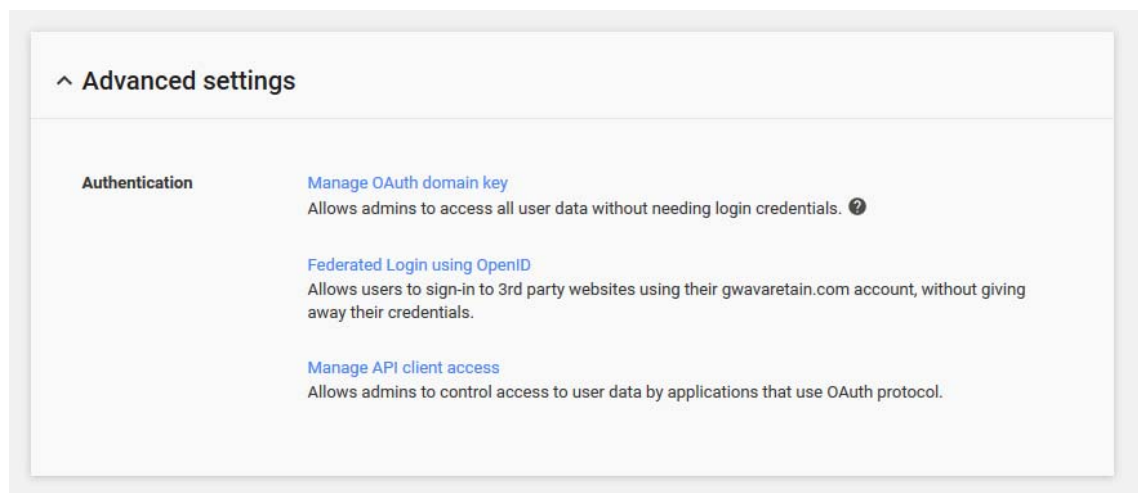 Advanced settings
Authentication
Manage OAuth domain key
Allows admins to access all user data without needing login credentials. ?
Federated Login using OpenID
Allows users to sign-in to 3rd party websites using their gwavaretain.com account, without giving
away their credentials.
Manage API client access
Allows admins to control access to user data by applications that use OAuth protocol.